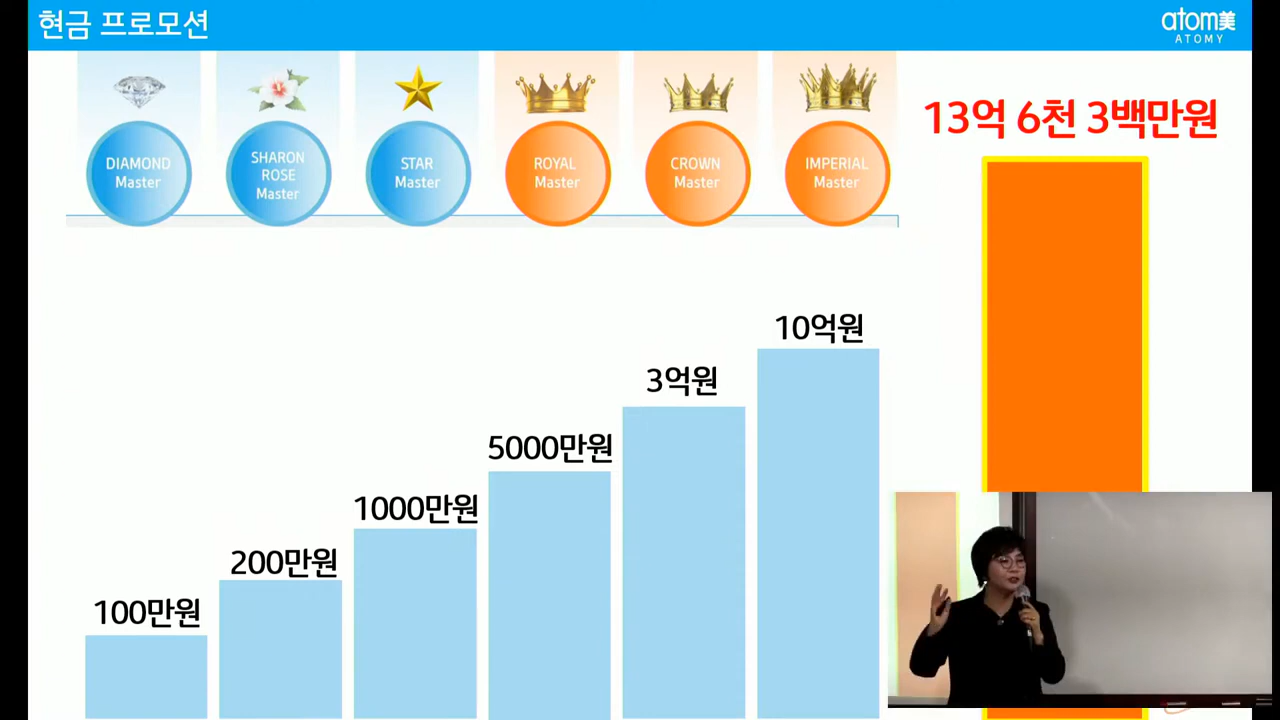 현금 프로모션
atom美
ATOMY
DIAMOND
Master
SHARON
ROSE
Master
STAR
Master
ROYAL
Master
CROWN
Master
IMPERIAL
Master
13억 6천 3백만원
10억원
3억원
5000만원
1000만원
200만원
100만원